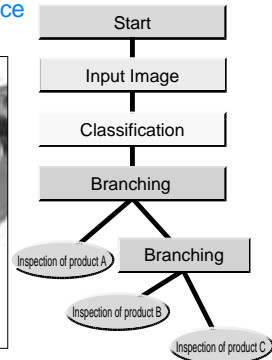 ce
Start
Input Image
Classification
Branching
Inspection of product A
Branching
Inspection of product B
Inspection of product C